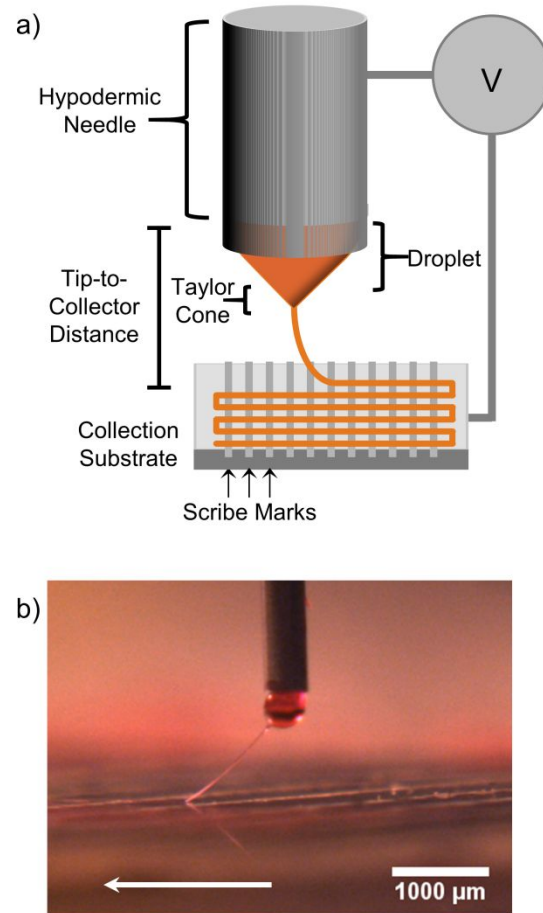 a)
Hypodermic
Needle
V
Tip-to-
Collector
Distance
Taylor
Cone
Droplet
Collection
Substrate
Scribe Marks
b)
1000 µm